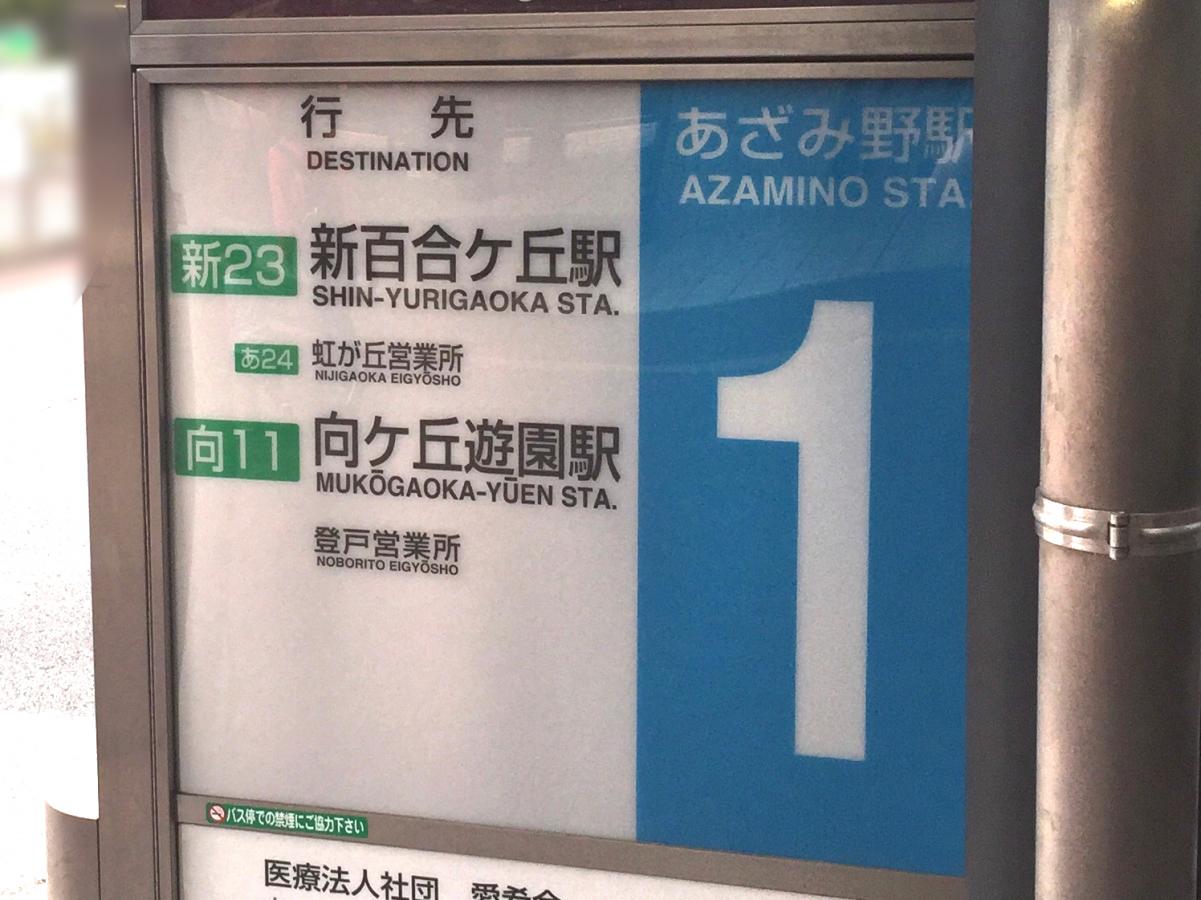 行先
DESTINATION
新23 新百合ケ丘駅
SHIN-YURIGAOKA STA.
あ24 虹が丘営業所
NIJIGAOKA EIGYŌSHO
向11 向ケ丘遊園駅
MUKŌGAOKA-YŪEN STA.
登戸営業所
NOBORITO EIGYŌSHO
あざみ野駅
AZAMINO STA.
1
バス停での禁煙にご協力下さい
医療法人社団 愛希会